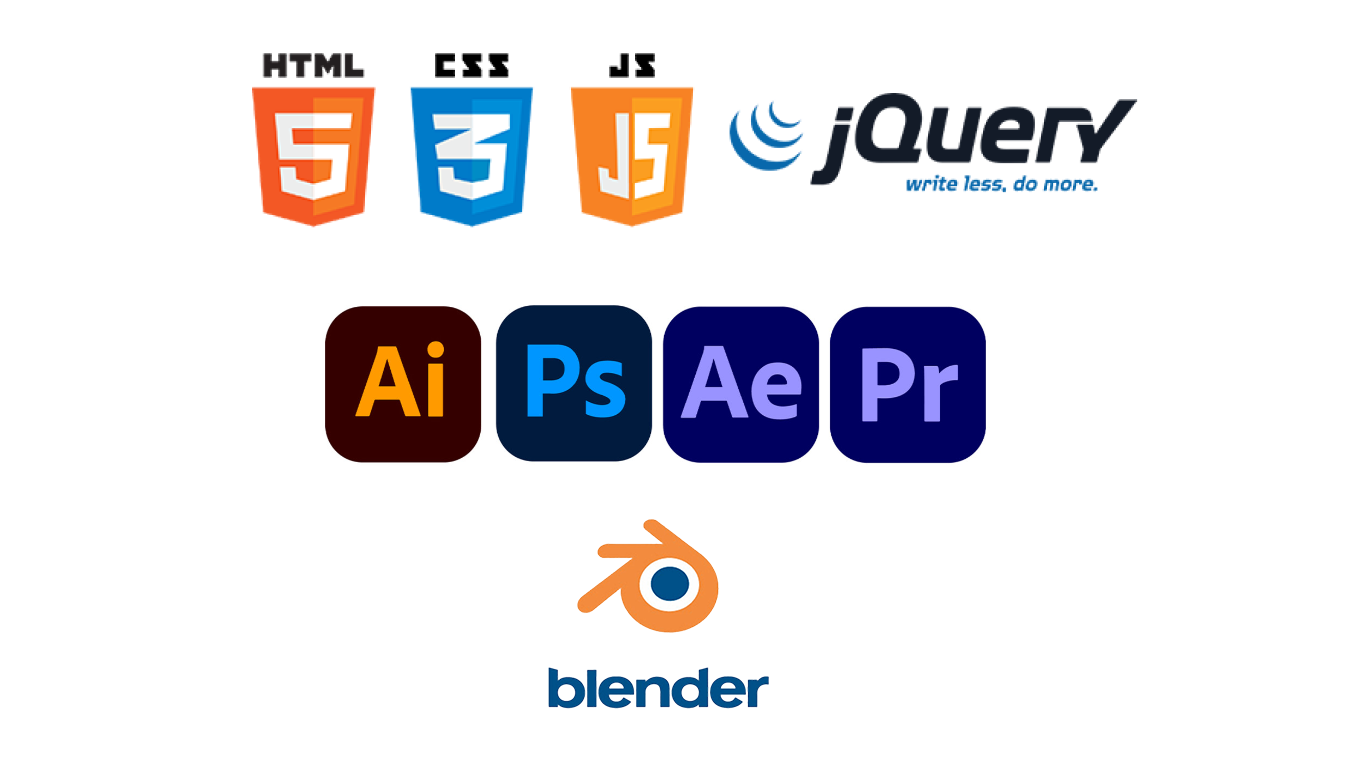 HTML CSS JS
5 3 JS jQuery
write less, do more.
Ai Ps Ae Pr
blender